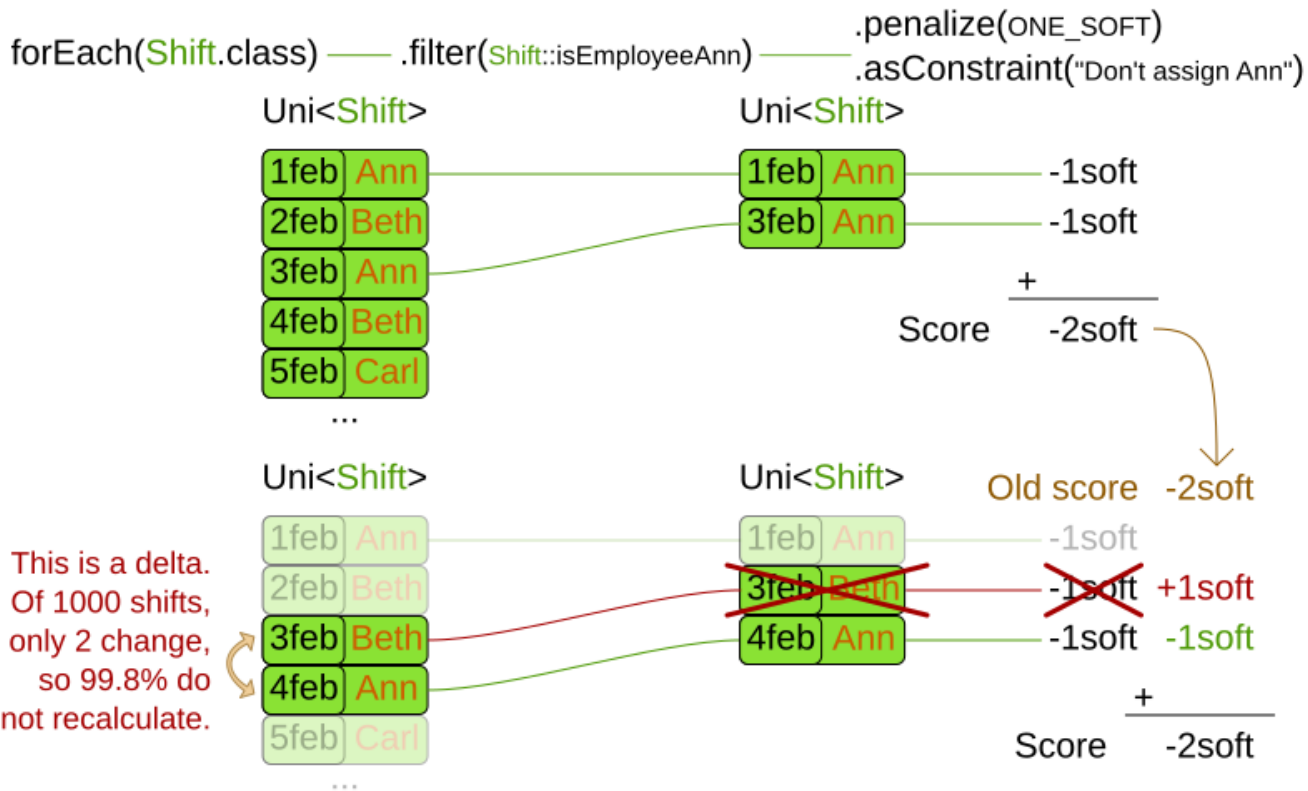 forEach(Shift.class) .filter(Shift::isEmployeeAnn) .penalize(ONE_SOFT)
.asConstraint("Don't assign Ann")
Uni<Shift> Uni<Shift>
1feb Ann 1feb Ann -1soft
2feb Beth 3feb Ann -1soft
3feb Ann
+
4feb Beth Score -2soft
5feb Carl
...
Uni<Shift> Uni<Shift> Old score -2soft
1feb Ann 1feb Ann -1soft
2feb Beth 3feb Beth -1soft +1soft
3feb Beth 4feb Ann -1soft -1soft
4feb Ann
+
5feb Carl Score -2soft
...
This is a delta.
Of 1000 shifts,
only 2 change,
so 99.8% do
not recalculate.